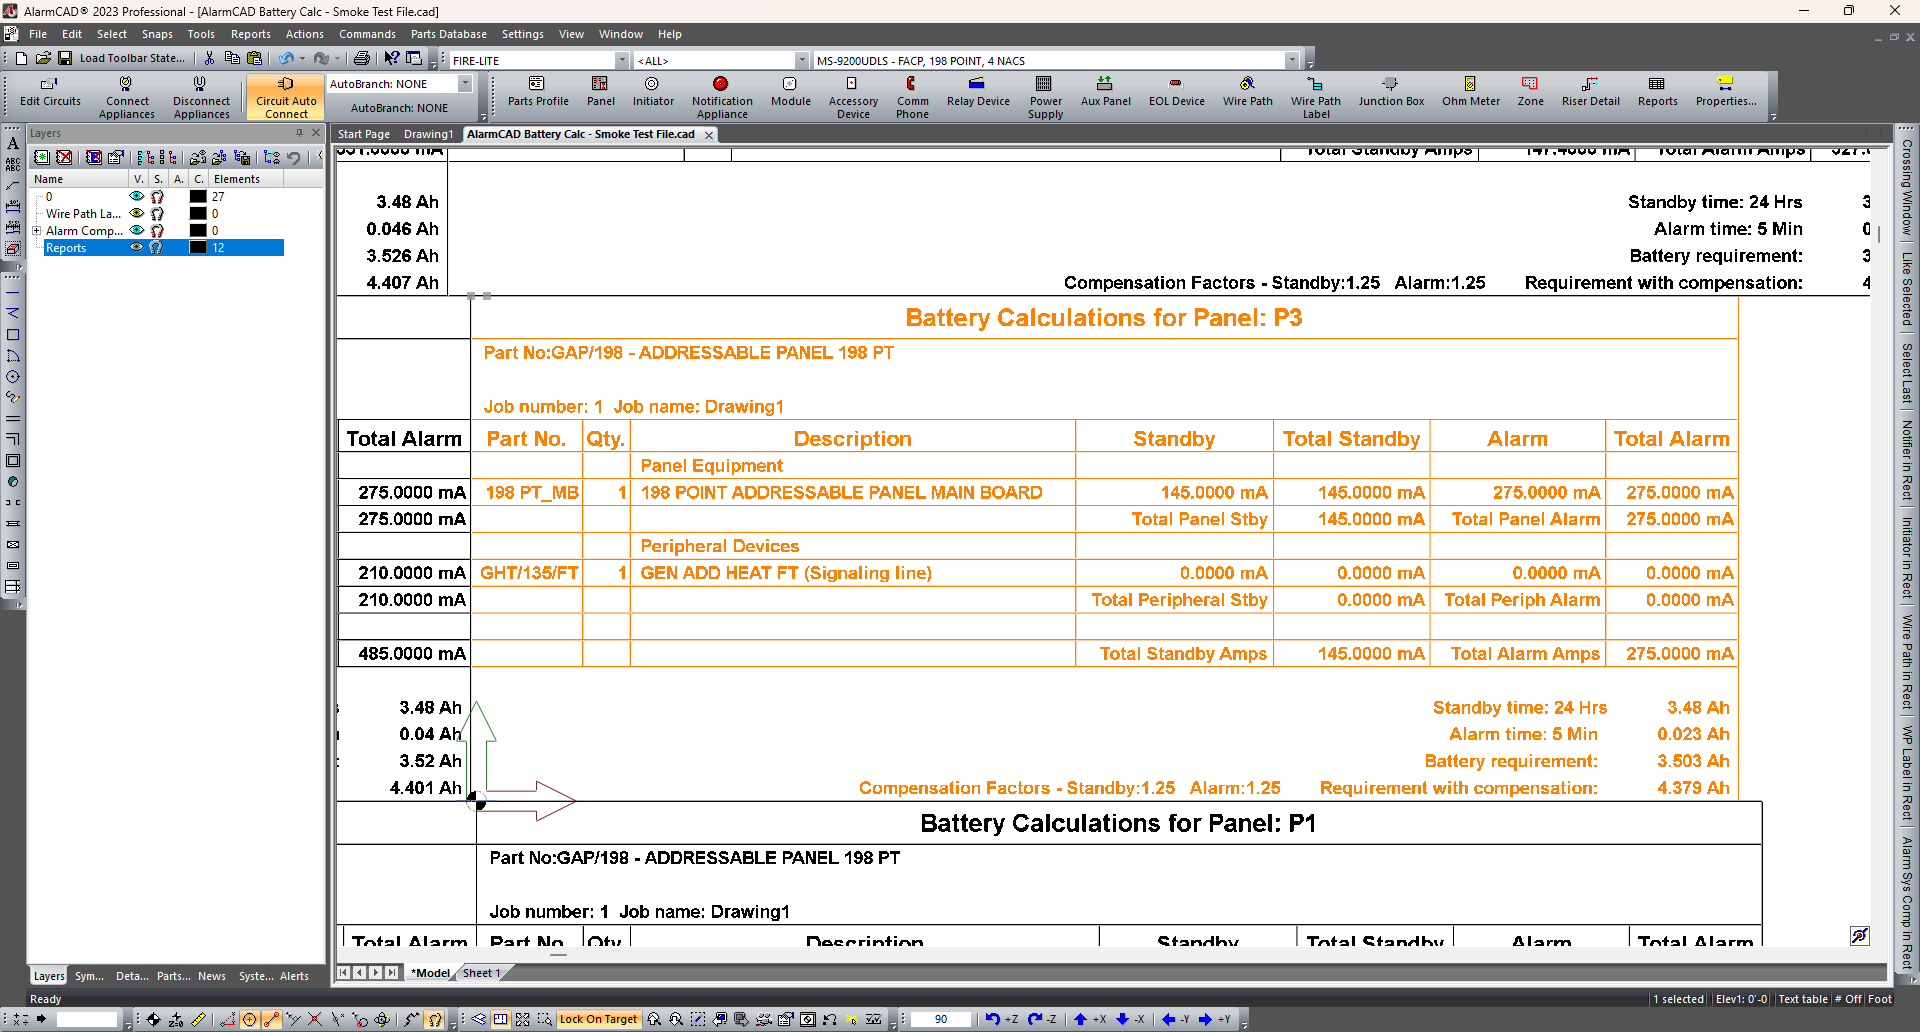 AlarmCAD® 2023 Professional - [AlarmCAD Battery Calc - Smoke Test File.cad]
File Edit Select Snaps Tools Reports Actions Commands Parts Database Settings View Window Help
Load Toolbar State... FIRE-LITE <ALL> MS-9200UDLS - FACP, 198 POINT, 4 NACS
Edit Circuits Connect Appliances Disconnect Appliances Circuit Auto Connect AutoBranch: NONE AutoBranch: NONE Parts Profile Panel Initiator Notification Appliance Module Accessory Device Comm Phone Relay Device Power Supply Aux Panel EOL Device Wire Path Wire Path Label Junction Box Ohm Meter Zone Riser Detail Reports Properties...
Layers
Start Page Drawing1 AlarmCAD Battery Calc - Smoke Test File.cad
Name V. S. A. C. Elements
0 27
Wire Path La... 0
Alarm Comp... 0
Reports 12
Total Standby Amps Total Alarm Amps
3.48 Ah Standby time: 24 Hrs 3
0.046 Ah Alarm time: 5 Min 0
3.526 Ah Battery requirement: 3
4.407 Ah Compensation Factors - Standby:1.25 Alarm:1.25 Requirement with compensation: 4
Battery Calculations for Panel: P3
Part No:GAP/198 - ADDRESSABLE PANEL 198 PT
Job number: 1 Job name: Drawing1
Total Alarm Part No. Qty. Description Standby Total Standby Alarm Total Alarm
Panel Equipment
275.0000 mA 198 PT_MB 1 198 POINT ADDRESSABLE PANEL MAIN BOARD 145.0000 mA 145.0000 mA 275.0000 mA 275.0000 mA
275.0000 mA Total Panel Stby 145.0000 mA Total Panel Alarm 275.0000 mA
Peripheral Devices
210.0000 mA GHT/135/FT 1 GEN ADD HEAT FT (Signaling line) 0.0000 mA 0.0000 mA 0.0000 mA 0.0000 mA
210.0000 mA Total Peripheral Stby 0.0000 mA Total Periph Alarm 0.0000 mA
485.0000 mA Total Standby Amps 145.0000 mA Total Alarm Amps 275.0000 mA
3.48 Ah Standby time: 24 Hrs 3.48 Ah
0.04 Ah Alarm time: 5 Min 0.023 Ah
3.52 Ah Battery requirement: 3.503 Ah
4.401 Ah Compensation Factors - Standby:1.25 Alarm:1.25 Requirement with compensation: 4.379 Ah
Battery Calculations for Panel: P1
Part No:GAP/198 - ADDRESSABLE PANEL 198 PT
Job number: 1 Job name: Drawing1
Total Alarm Part No Qty Description Standby Total Standby Alarm Total Alarm
Crossing Window
Like Selected
Select Last
Notifier in Rect
Initiator in Rect
Wire Path in Rect
WP Label in Rect
Alarm Sys Comp in Rect
Layers Sym... Deta... Parts... News Syste... Alerts
*Model Sheet 1
Ready 1 selected Elev1: 0'-0 Text table # Off Foot
Lock On Target 90 +Z -Z +X -X -Y +Y